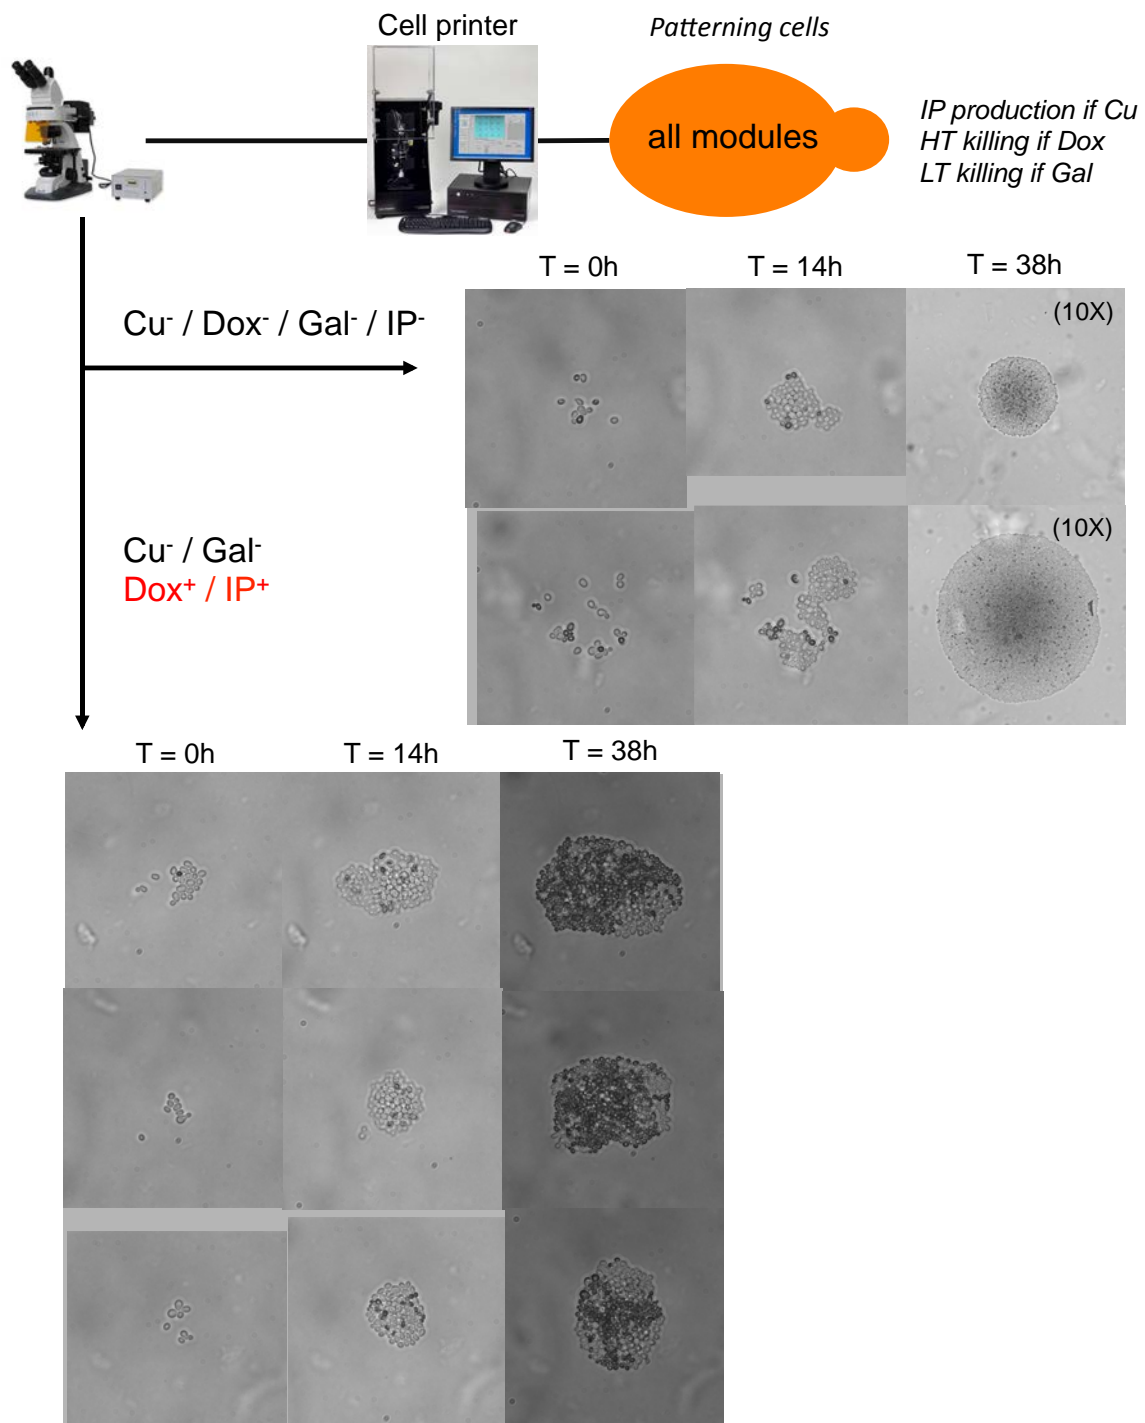 Cell printer
Patterning cells
all modules
IP production if Cu
HT killing if Dox
LT killing if Gal
T = 0h
T = 14h
T = 38h
Cu⁻ / Dox⁻ / Gal⁻ / IP⁻
(10X)
(10X)
Cu⁻ / Gal⁻
Dox⁺ / IP⁺
T = 0h
T = 14h
T = 38h